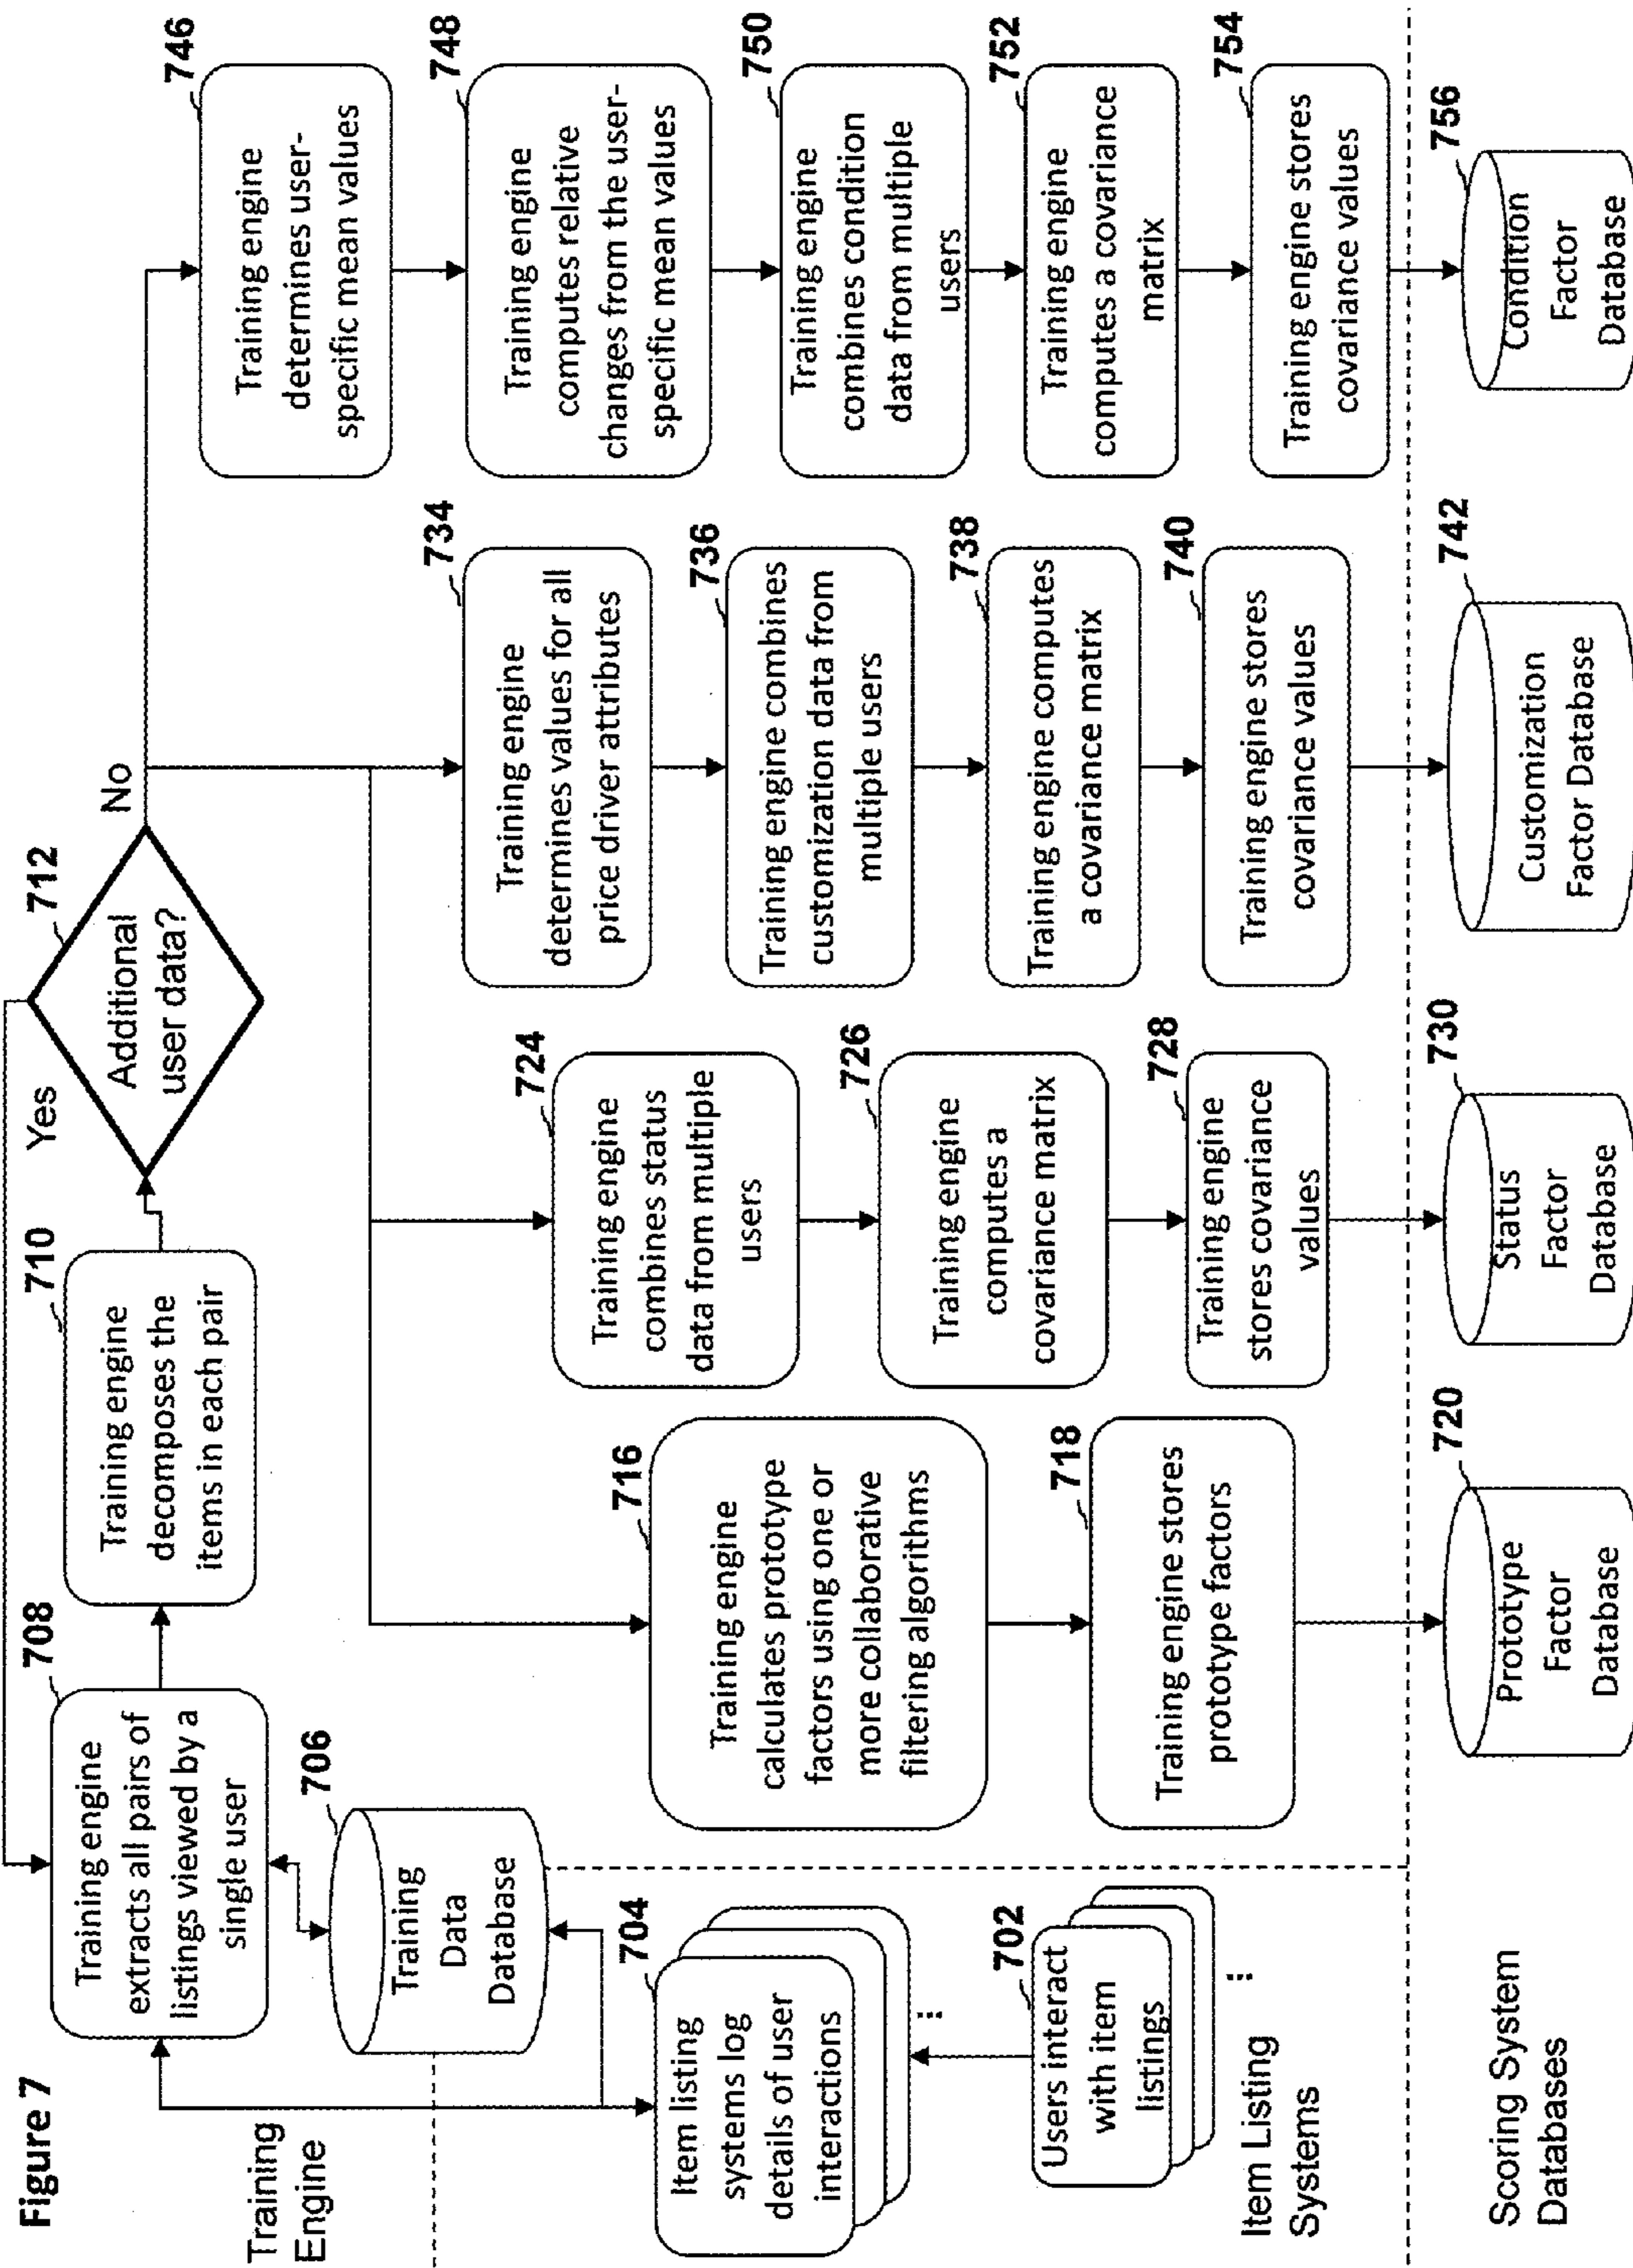 Figure 7
Training
Engine
708
Training engine
extracts all pairs of
listings viewed by a
single user
710
Training engine
decomposes the
items in each pair
712
Additional
user data?
Yes
No
706
Training
Data
Database
704
Item listing
systems log
details of user
interactions
...
702
Users interact
with item
listings
...
Item Listing
Systems
716
Training engine
calculates prototype
factors using one or
more collaborative
filtering algorithms
718
Training engine stores
prototype factors
724
Training engine
combines status
data from multiple
users
726
Training engine
computes a
covariance matrix
728
Training engine
stores covariance
values
734
Training engine
determines values for all
price driver attributes
736
Training engine combines
customization data from
multiple users
738
Training engine computes
a covariance matrix
740
Training engine stores
covariance values
746
Training engine
determines user-
specific mean values
748
Training engine
computes relative
changes from the user-
specific mean values
750
Training engine
combines condition
data from multiple
users
752
Training engine
computes a covariance
matrix
754
Training engine stores
covariance values
Scoring System
Databases
720
Prototype
Factor
Database
730
Status
Factor
Database
742
Customization
Factor Database
756
Condition
Factor
Database